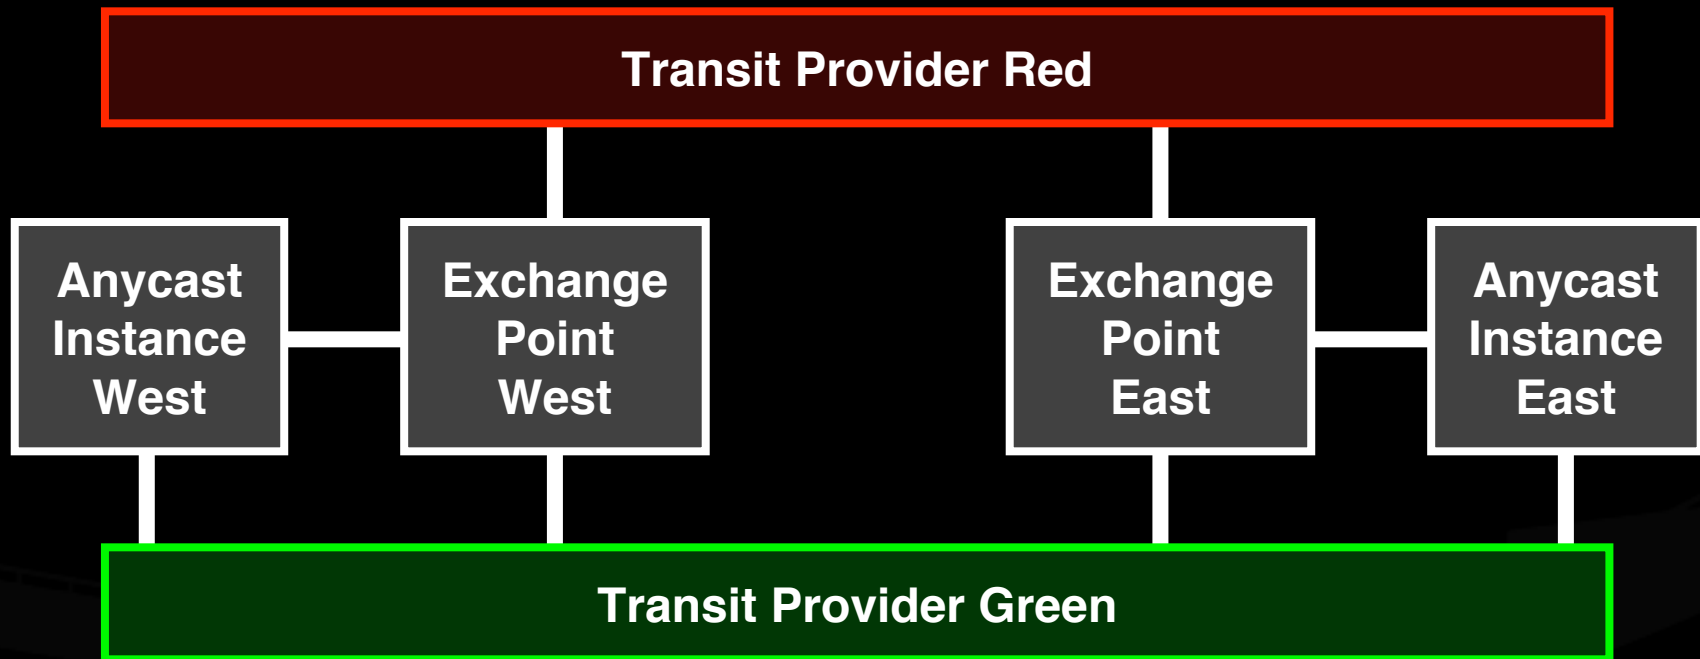 Transit Provider Red
Anycast
Instance
West
Exchange
Point
West
Exchange
Point
East
Anycast
Instance
East
Transit Provider Green